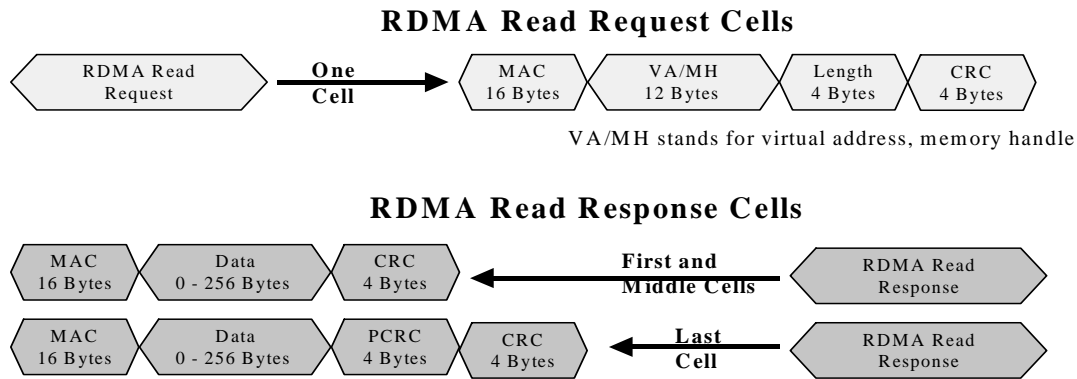 RDMA Read Request Cells
RDMA Read
Request
One
Cell
MAC
16 Bytes
VA/MH
12 Bytes
Length
4 Bytes
CRC
4 Bytes
VA/MH stands for virtual address, memory handle
RDMA Read Response Cells
MAC
16 Bytes
Data
0 - 256 Bytes
CRC
4 Bytes
First and
Middle Cells
RDMA Read
Response
MAC
16 Bytes
Data
0 - 256 Bytes
PCRC
4 Bytes
CRC
4 Bytes
Last
Cell
RDMA Read
Response